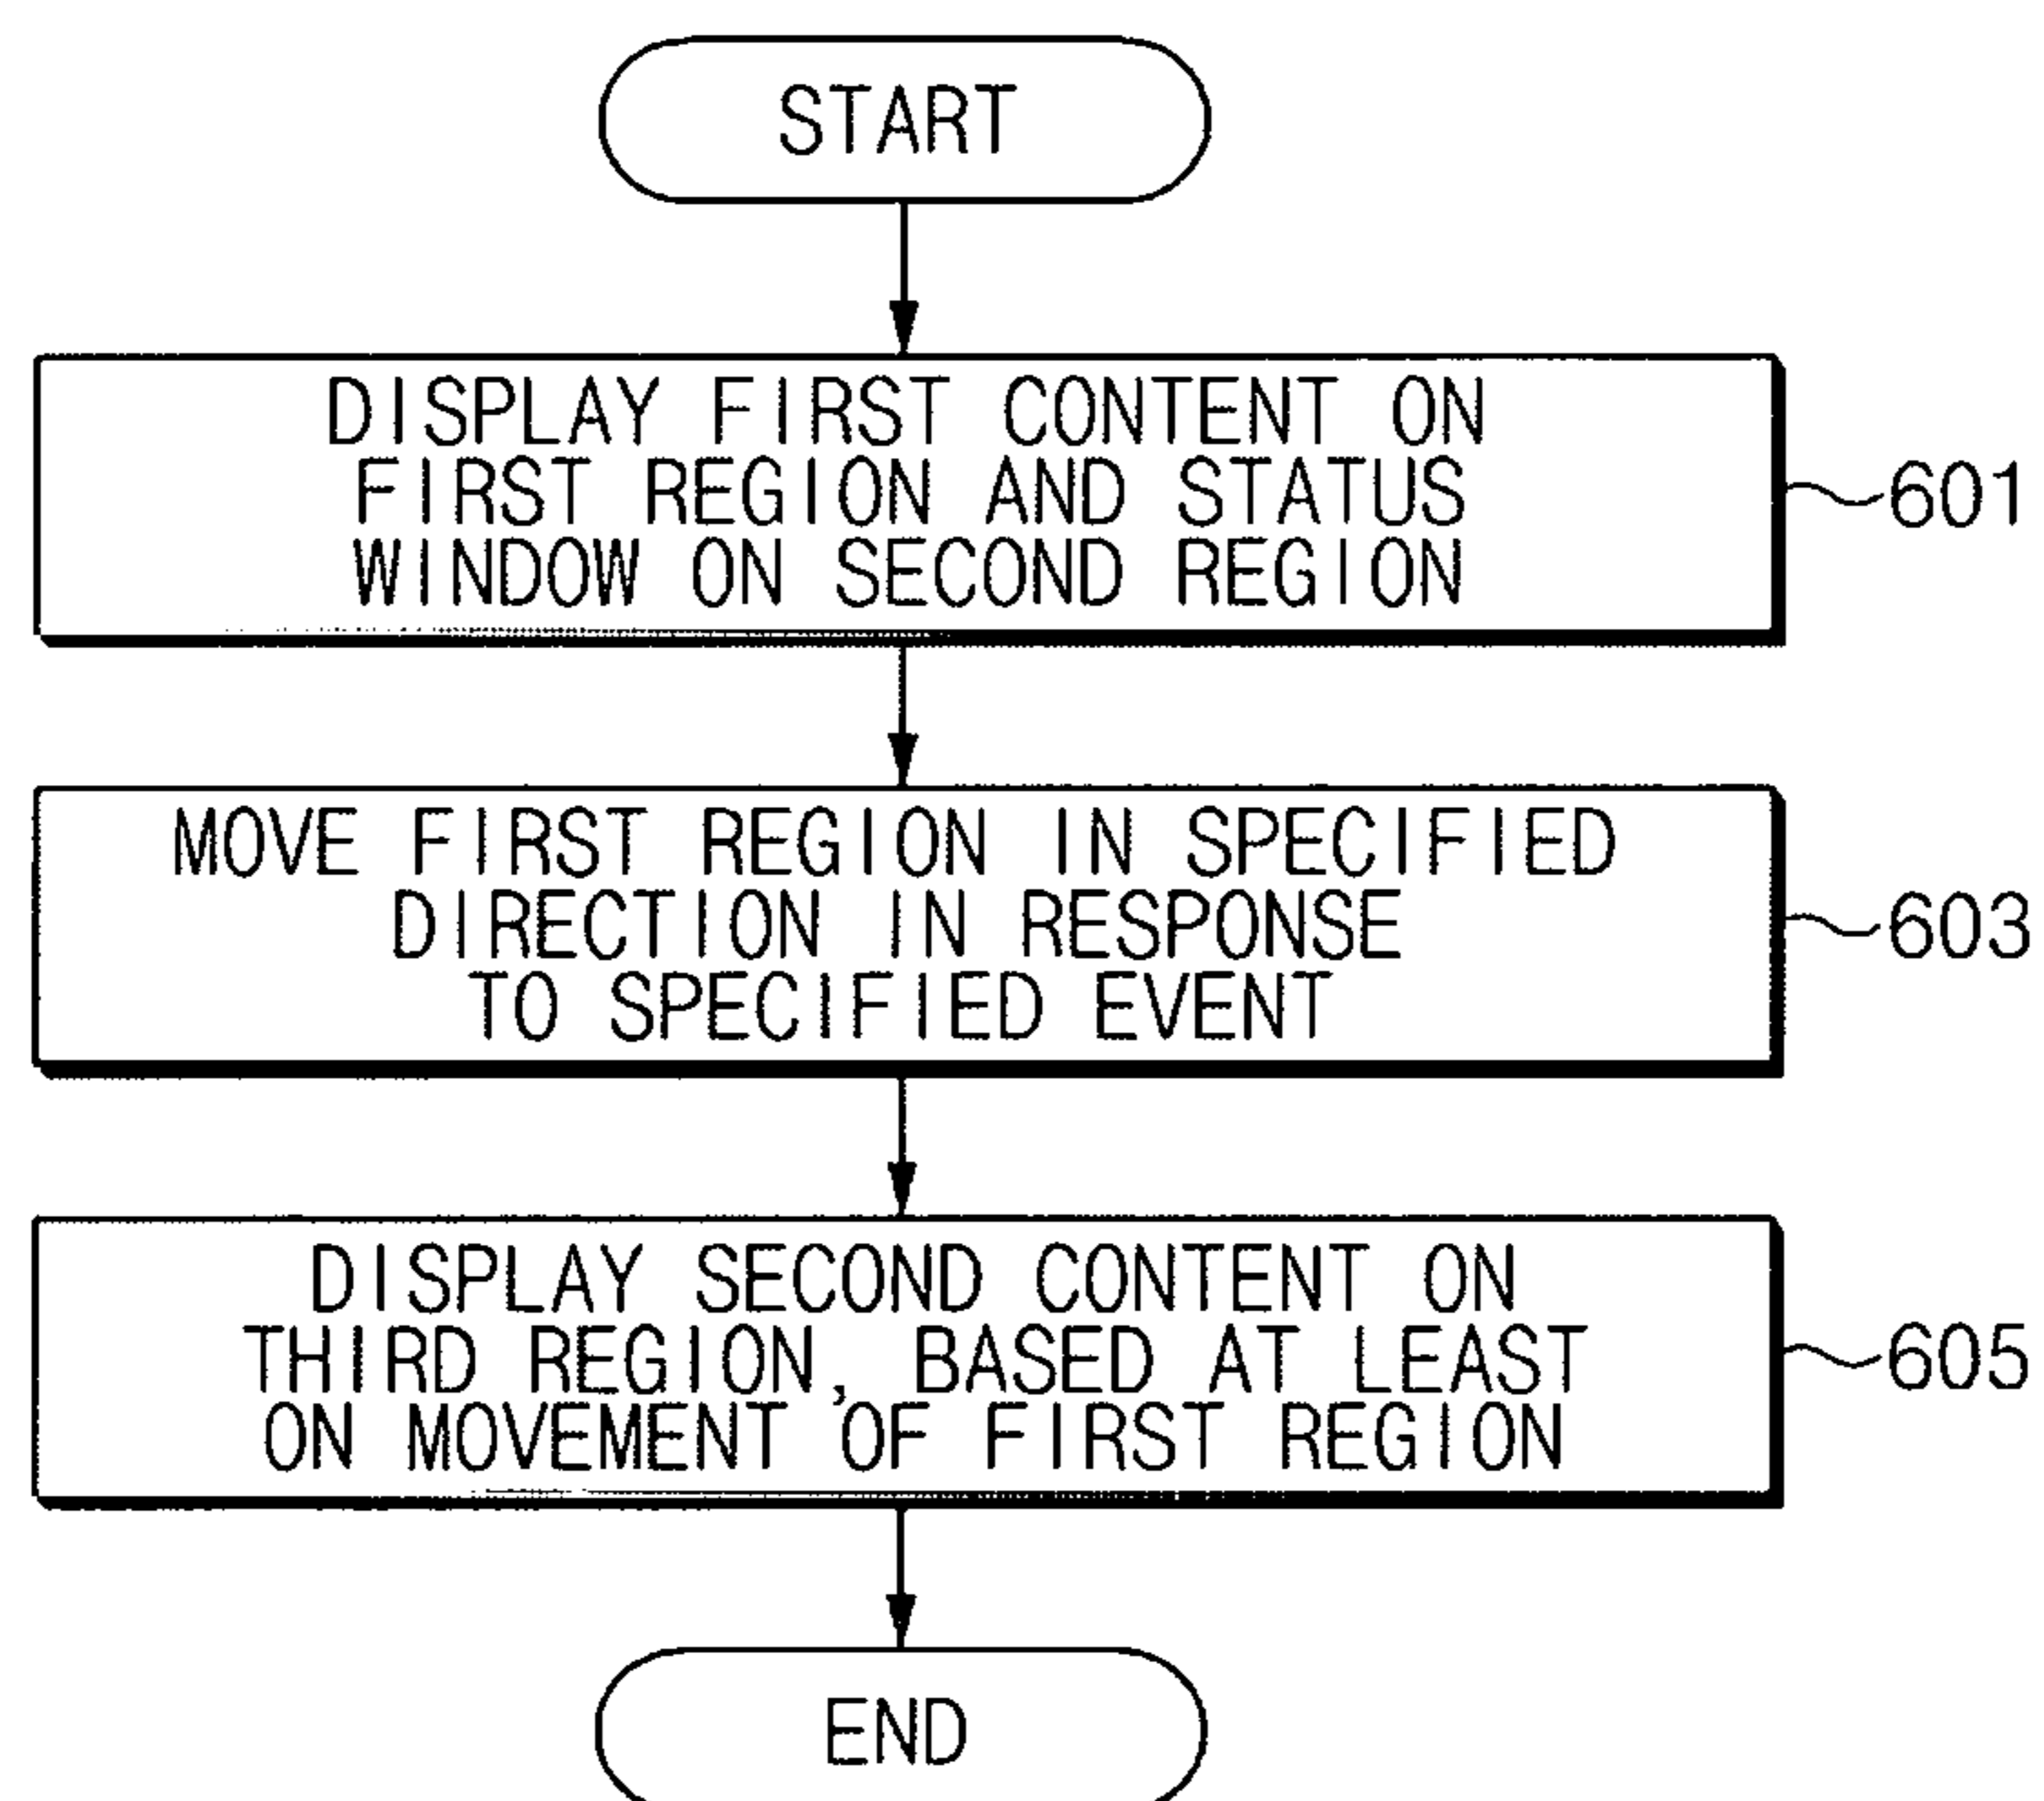 START
DISPLAY FIRST CONTENT ON
FIRST REGION AND STATUS
WINDOW ON SECOND REGION
601
MOVE FIRST REGION IN SPECIFIED
DIRECTION IN RESPONSE
TO SPECIFIED EVENT
603
DISPLAY SECOND CONTENT ON
THIRD REGION, BASED AT LEAST
ON MOVEMENT OF FIRST REGION
605
END